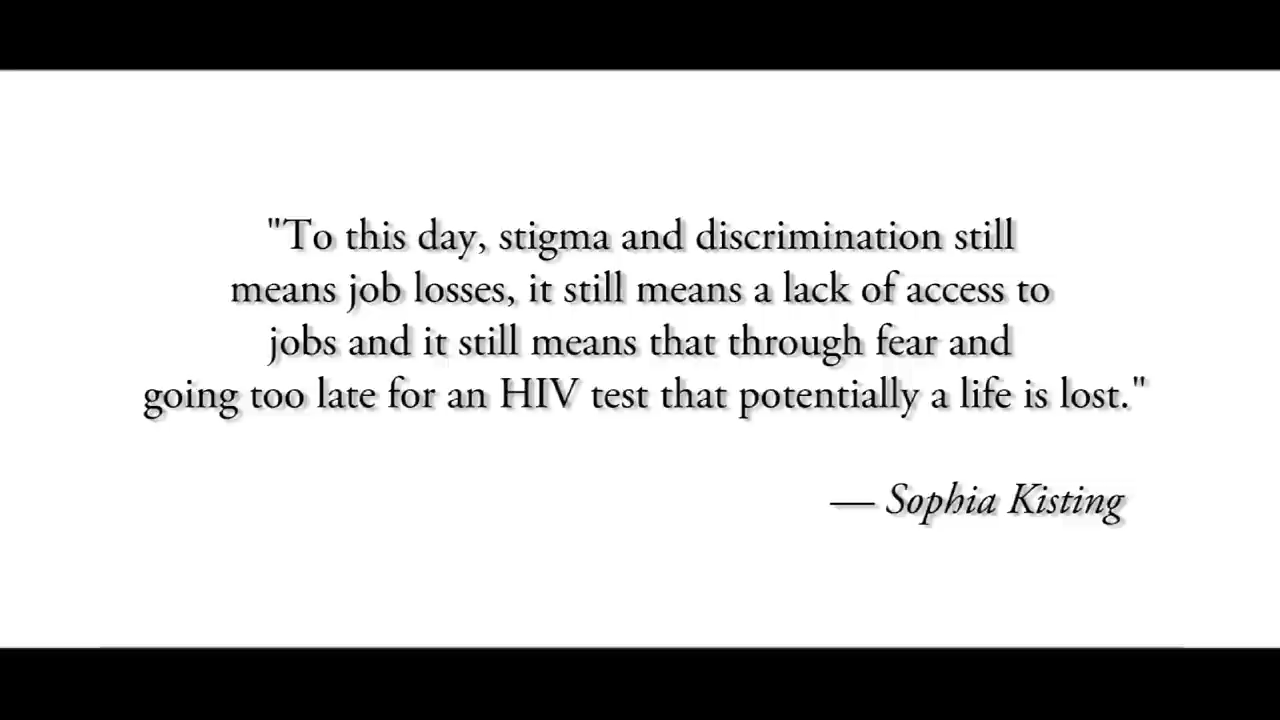 "To this day, stigma and discrimination still
means job losses, it still means a lack of access to
jobs and it still means that through fear and
going too late for an HIV test that potentially a life is lost."
— Sophia Kisting